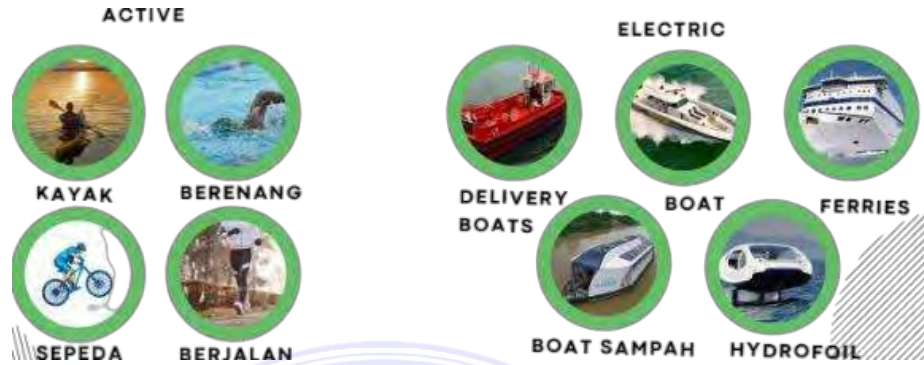 ACTIVE
ELECTRIC
KAYAK
BERENANG
DELIVERY
BOATS
BOAT
FERRIES
SEPEDA
BERJALAN
BOAT SAMPAH
HYDROFOIL